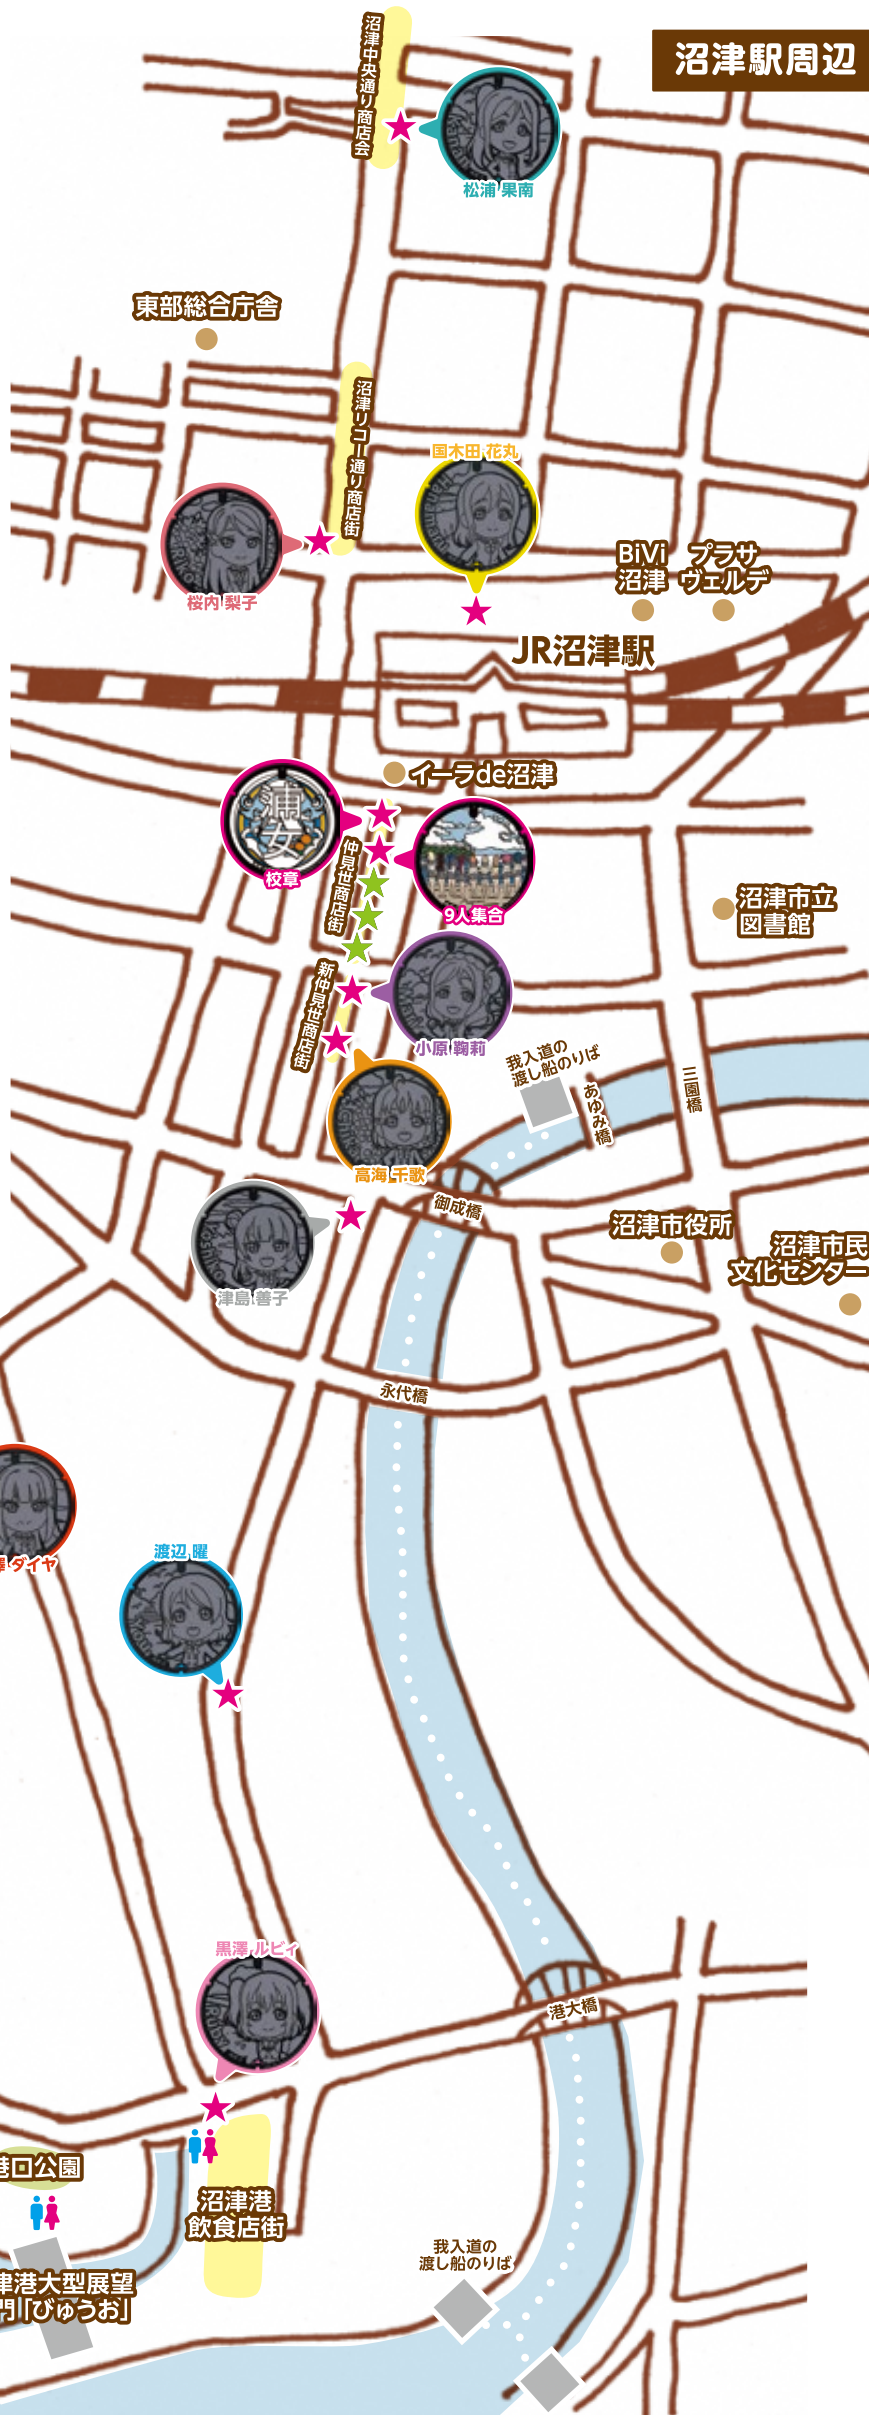 沼津駅周辺
沼津中央通り商店会
松浦 果南
東部総合庁舎
沼津リコー通り商店街
国木田 花丸
桜内 梨子
BiVi
沼津
プラサ
ヴェルデ
JR沼津駅
イーラde沼津
浦女
校章
仲見世商店街
9人集合
沼津市立
図書館
新仲見世商店街
小原 鞠莉
我入道の
渡し船のりば
あゆみ橋
三園橋
高海 千歌
御成橋
津島 善子
沼津市役所
沼津市民
文化センター
永代橋
澤 ダイヤ
渡辺 曜
黒澤 ルビィ
港大橋
港口公園
沼津港
飲食店街
津港大型展望
門「びゅうお」
我入道の
渡し船のりば